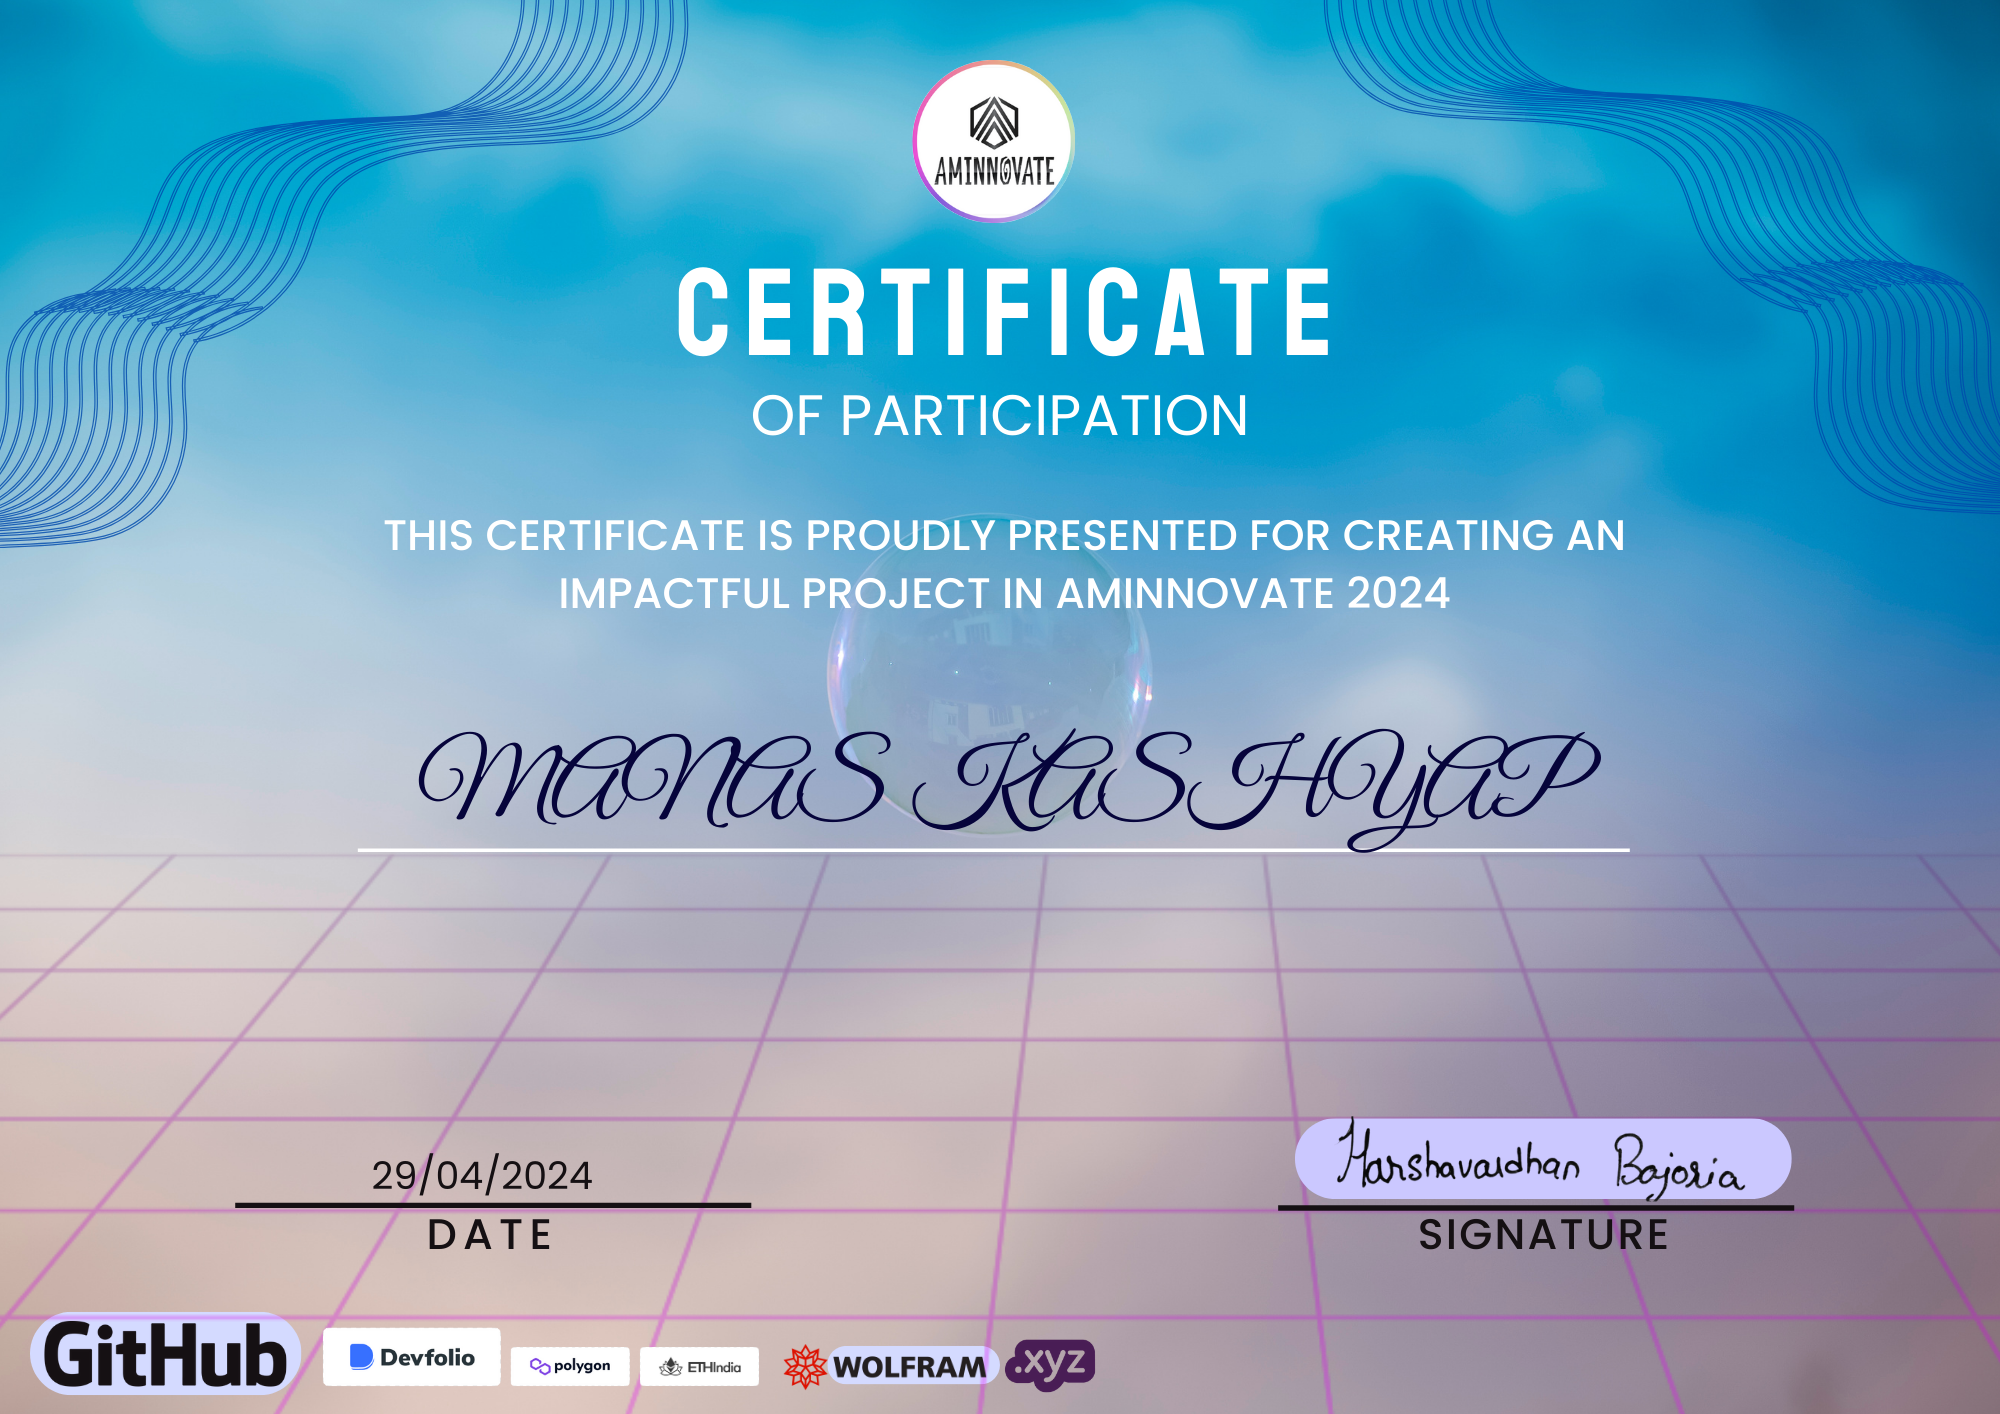 AMINNOVATE
CERTIFICATE
OF PARTICIPATION
THIS CERTIFICATE IS PROUDLY PRESENTED FOR CREATING AN
IMPACTFUL PROJECT IN AMINNOVATE 2024
MANAS KASHYAP
29/04/2024
DATE
Harshavardhan Bajoria
SIGNATURE
GitHub
Devfolio
polygon
ETHIndia
WOLFRAM
.xyz